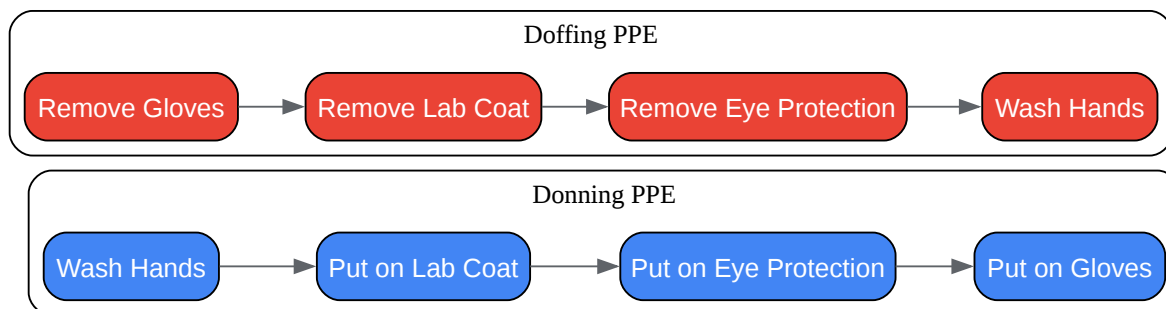 Doffing PPE
Remove Gloves
Remove Lab Coat
Remove Eye Protection
Wash Hands
Donning PPE
Wash Hands
Put on Lab Coat
Put on Eye Protection
Put on Gloves